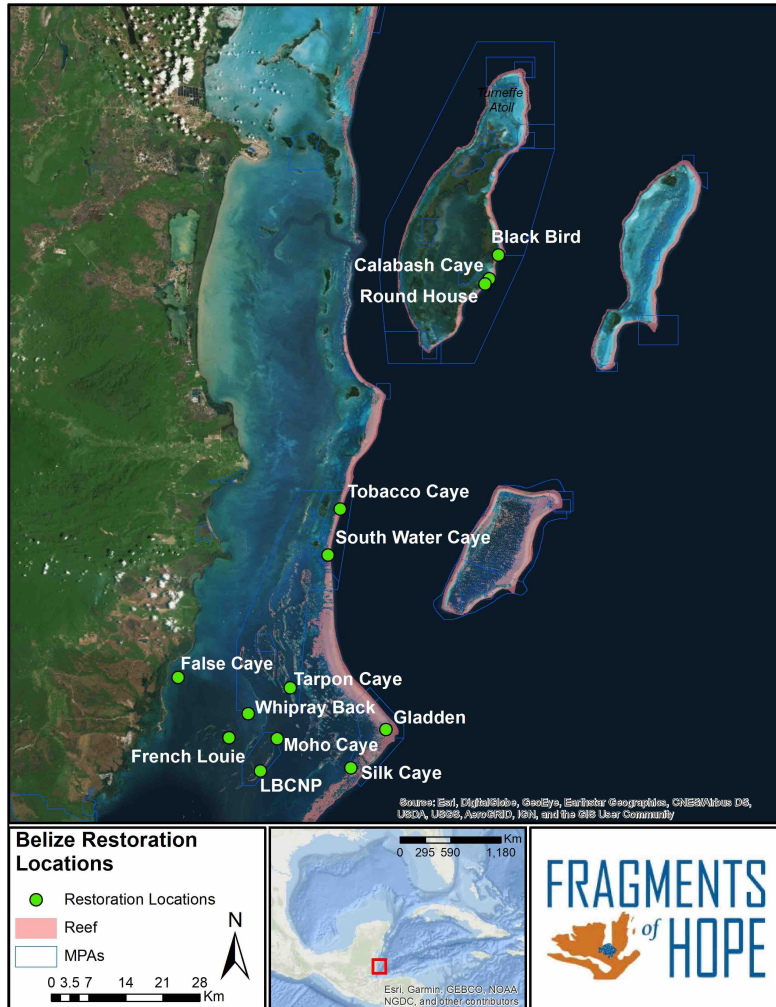 Turneffe
Atoll
Black Bird
Calabash Caye
Round House
Tobacco Caye
South Water Caye
False Caye
Tarpon Caye
Whipray Back
Gladden
French Louie
Moho Caye
Silk Caye
LBCNP
Source: Esri, DigitalGlobe, GeoEye, Earthstar Geographics, CNES/Airbus DS,
USDA, USGS, AeroGRID, IGN, and the GIS User Community
Belize Restoration
Locations
Restoration Locations
Reef
MPAs
N
0 3.5 7 14 21 28
Km
Km
0 295 590 1,180
Esri, Garmin, GEBCO, NOAA
NGDC, and other contributors
FRAGMENTS
of
HOPE